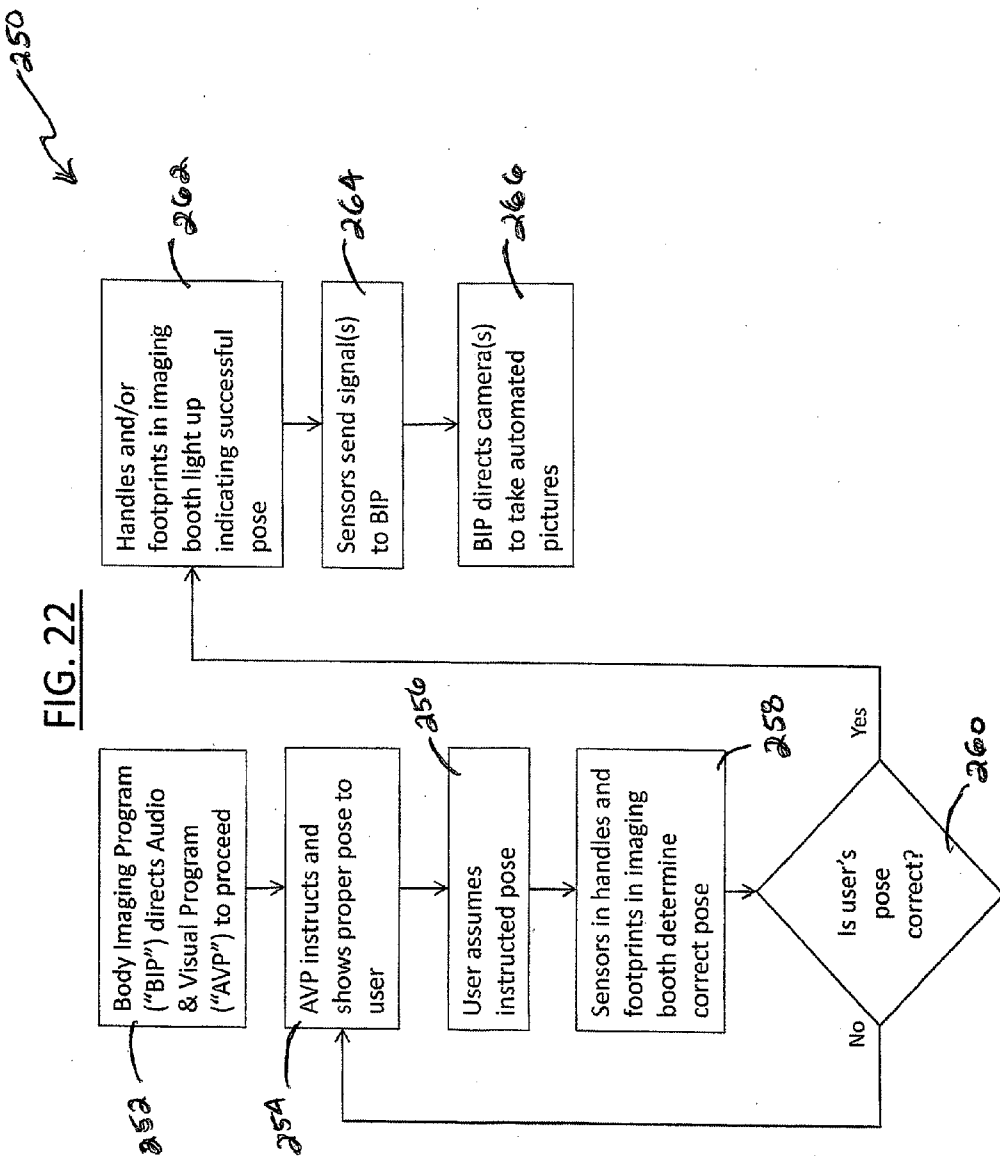 FIG. 22
250
252
Body Imaging Program
("BIP") directs Audio
& Visual Program
("AVP") to proceed
254
AVP instructs and
shows proper pose to
user
256
User assumes
instructed pose
258
Sensors in handles and
footprints in imaging
booth determine
correct pose
260
Is user's
pose
correct?
No
Yes
262
Handles and/or
footprints in imaging
booth light up
indicating successful
pose
264
Sensors send signal(s)
to BIP
266
BIP directs camera(s)
to take automated
pictures